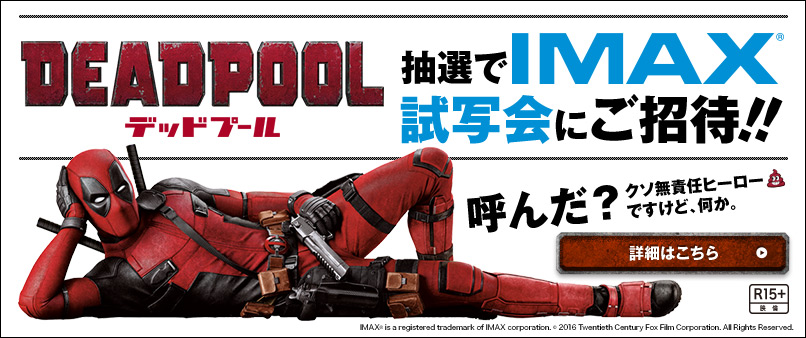 DEADPOOL
デッドプール
抽選でIMAX®
試写会にご招待!!
呼んだ?
クソ無責任ヒーロー
ですけど、何か。
詳細はこちら
R15+
映倫
IMAX® is a registered trademark of IMAX corporation. © 2016 Twentieth Century Fox Film Corporation. All Rights Reserved.